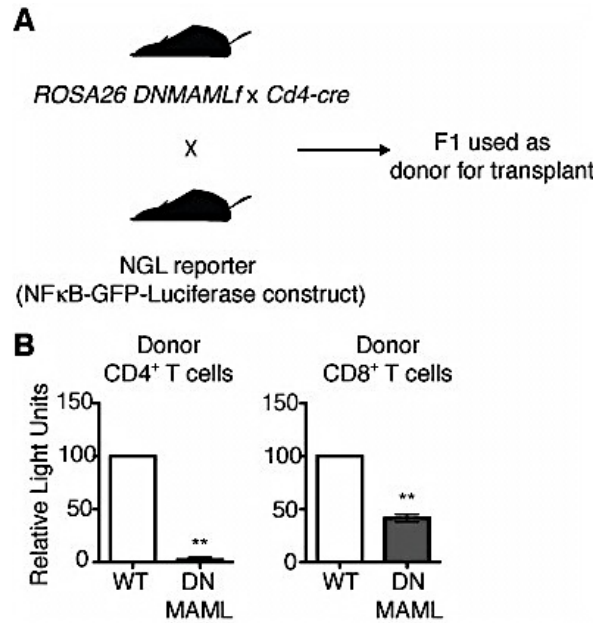 A
ROSA26 DNMAMLf x Cd4-cre
X
F1 used as
donor for transplant
NGL reporter
(NFκB-GFP-Luciferase construct)
B
Donor
CD4+ T cells
Donor
CD8+ T cells
Relative Light Units
150
100
50
0
**
WT
DN
MAML
150
100
50
0
**
WT
DN
MAML